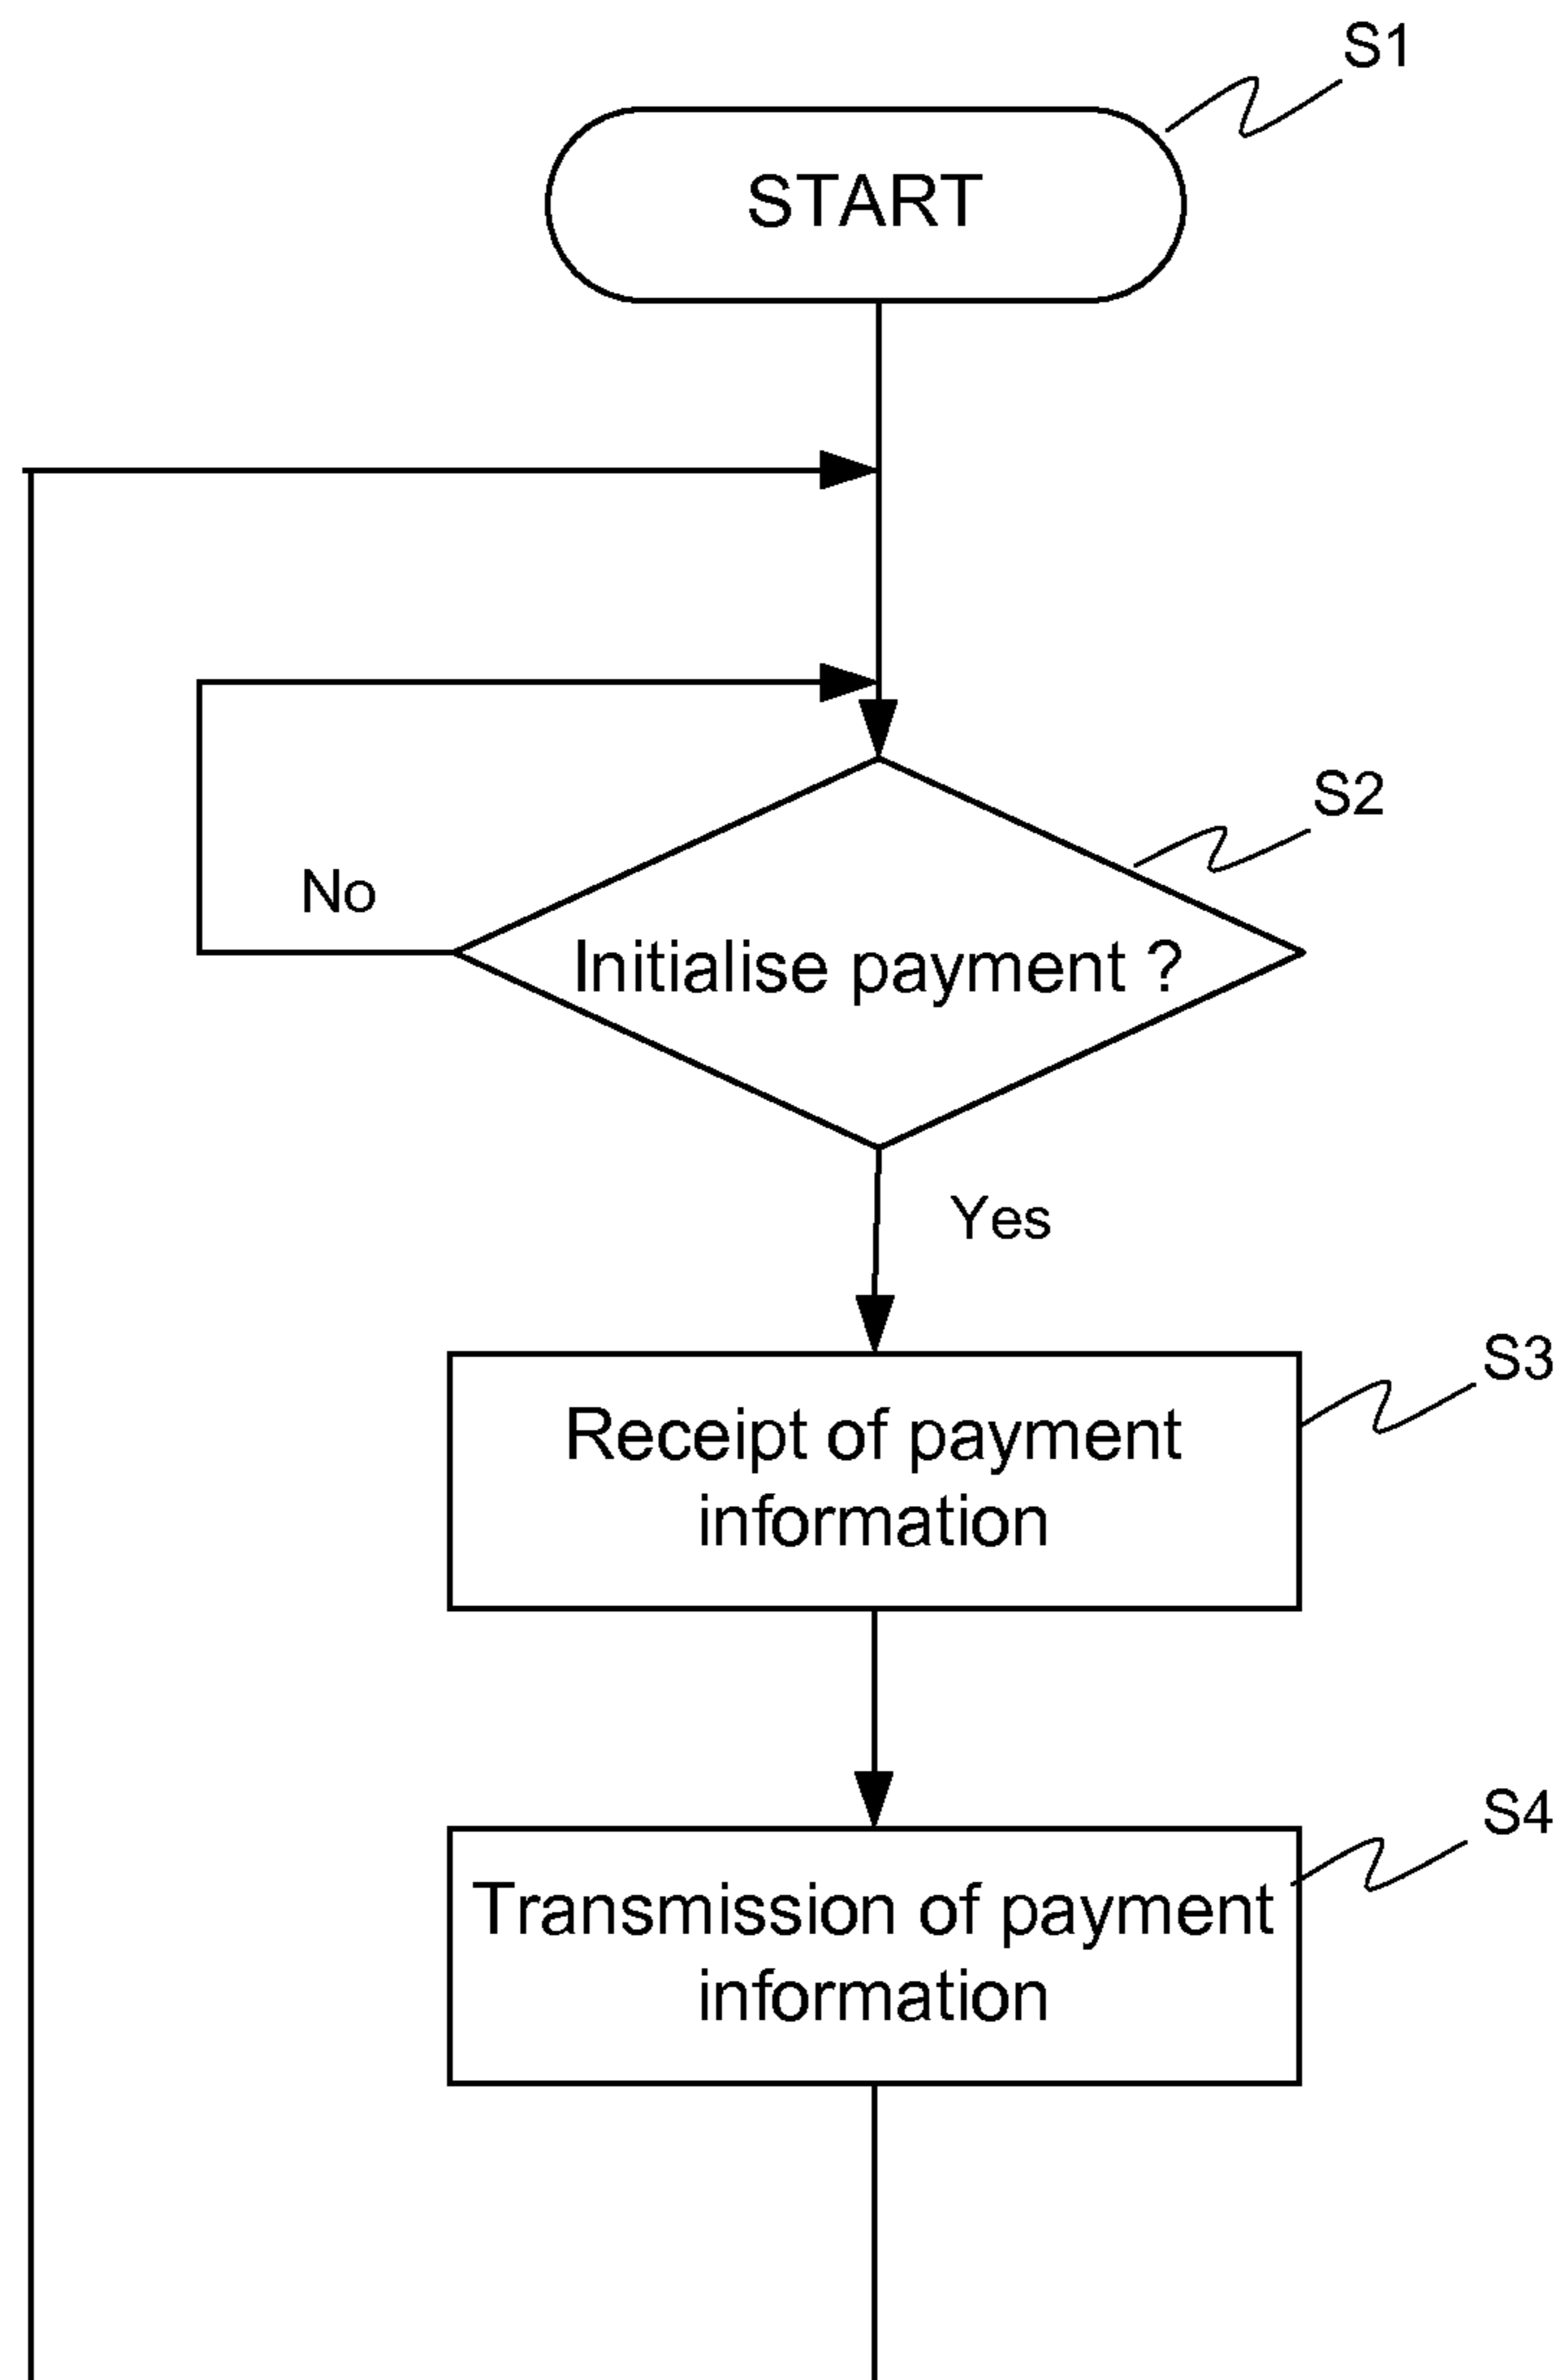 S1
START
S2
No
Initialise payment ?
Yes
S3
Receipt of payment
information
S4
Transmission of payment
information